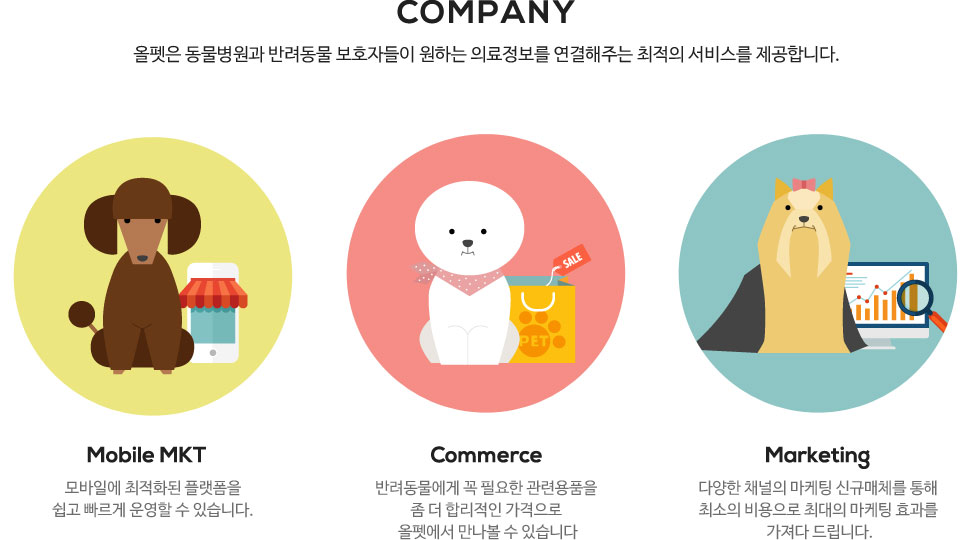 COMPANY
올펫은 동물병원과 반려동물 보호자들이 원하는 의료정보를 연결해주는 최적의 서비스를 제공합니다.
SALE
PET
Mobile MKT
모바일에 최적화된 플랫폼을
쉽고 빠르게 운영할 수 있습니다.
Commerce
반려동물에게 꼭 필요한 관련용품을
좀 더 합리적인 가격으로
올펫에서 만나볼 수 있습니다
Marketing
다양한 채널의 마케팅 신규매체를 통해
최소의 비용으로 최대의 마케팅 효과를
가져다 드립니다.